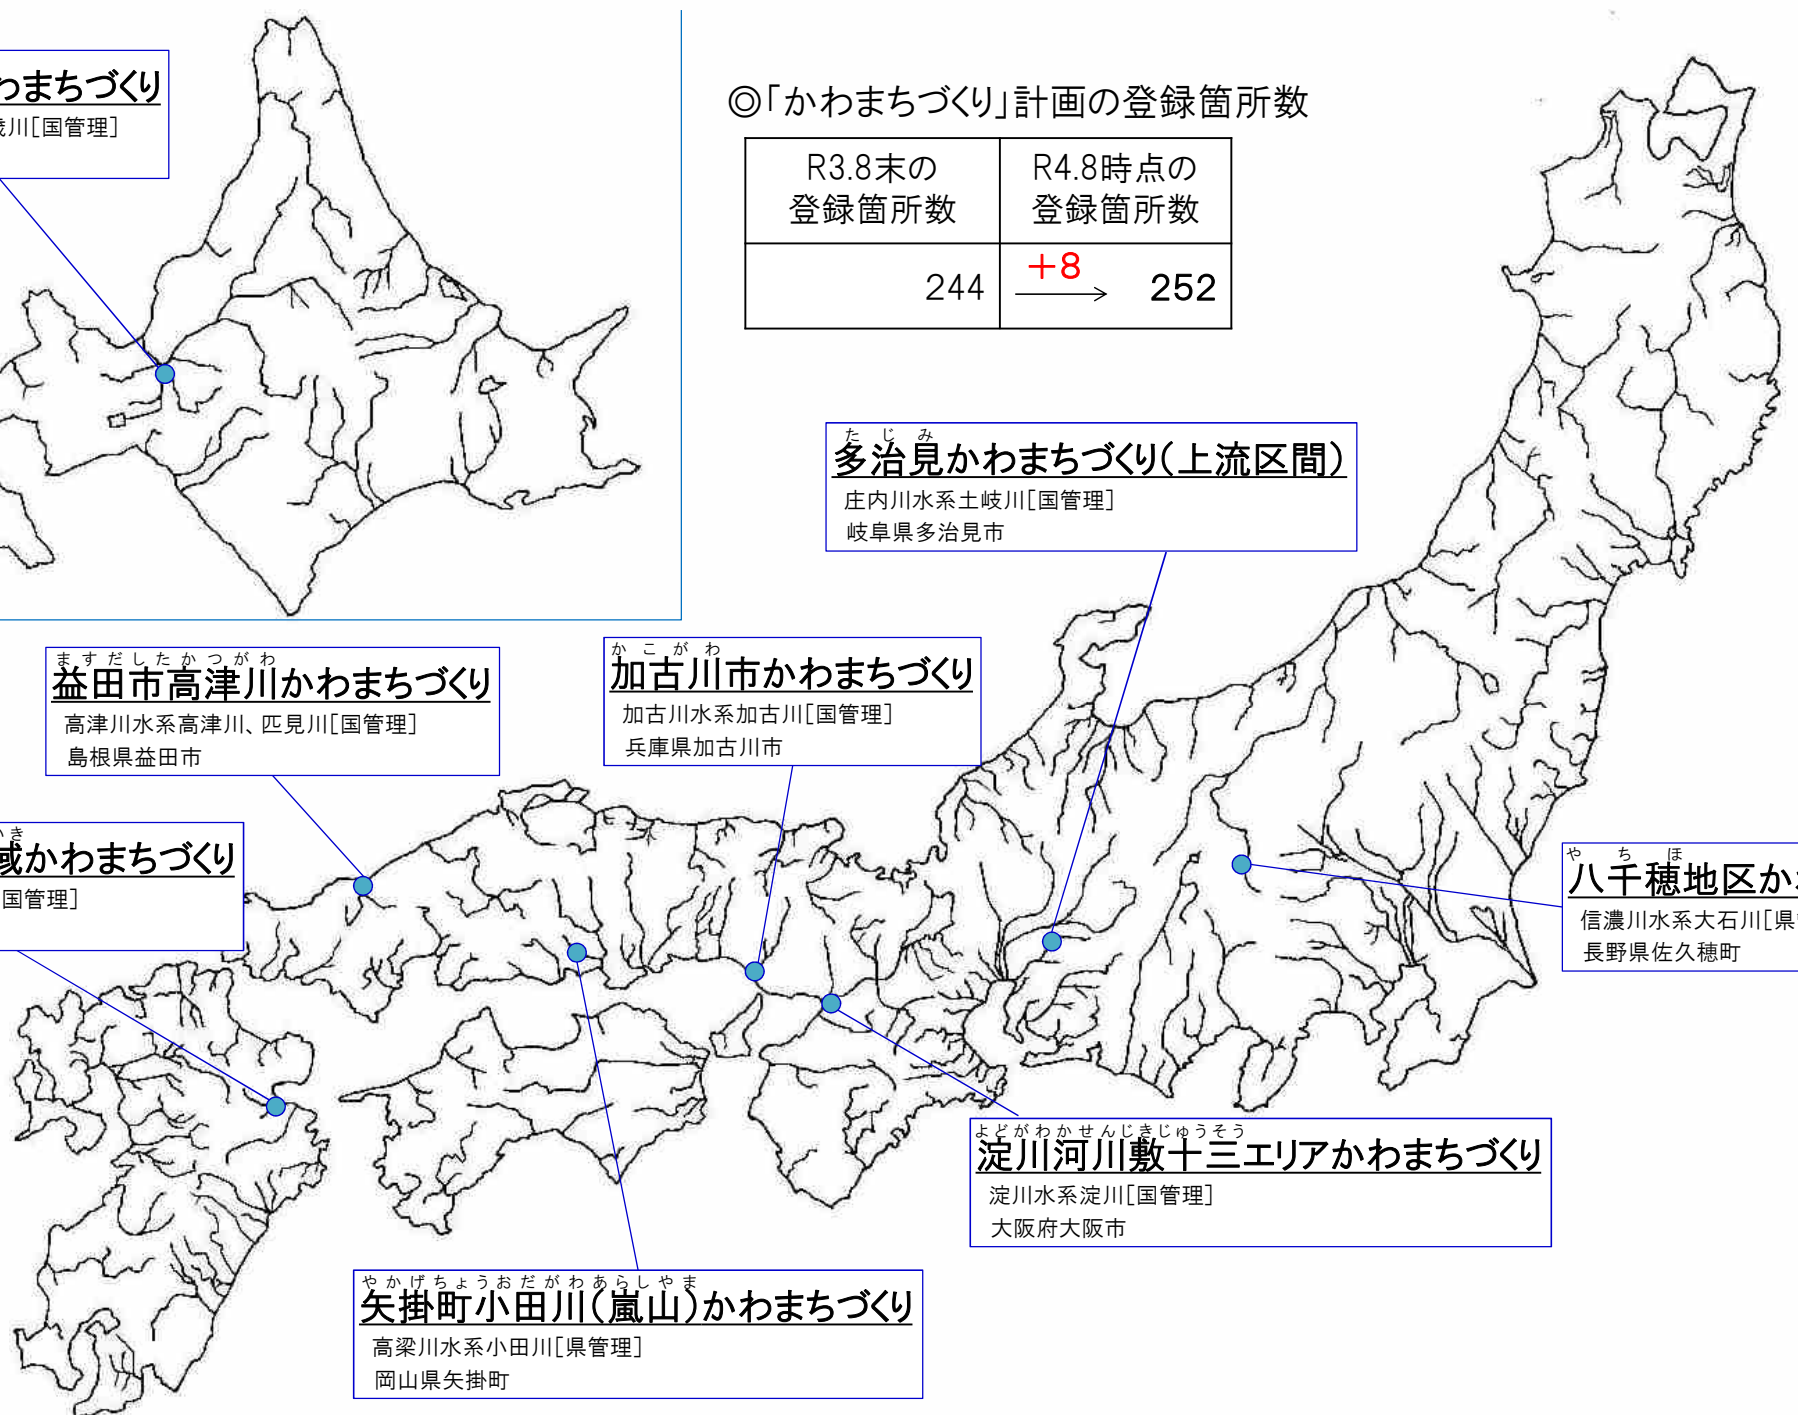 わまちづくり
歳川[国管理]
◎「かわまちづくり」計画の登録箇所数
R3.8末の
登録箇所数
R4.8時点の
登録箇所数
244
+8
252
たじみ
多治見かわまちづくり(上流区間)
庄内川水系土岐川[国管理]
岐阜県多治見市
ますだしたかつがわ
益田市高津川かわまちづくり
高津川水系高津川、匹見川[国管理]
島根県益田市
かこがわ
加古川市かわまちづくり
加古川水系加古川[国管理]
兵庫県加古川市
いき
域かわまちづくり
国管理]
やちほ
八千穂地区か
信濃川水系大石川[県
長野県佐久穂町
よどがわかせんじきじゅうそう
淀川河川敷十三エリアかわまちづくり
淀川水系淀川[国管理]
大阪府大阪市
やかげちょうおだがわあらしやま
矢掛町小田川(嵐山)かわまちづくり
高梁川水系小田川[県管理]
岡山県矢掛町